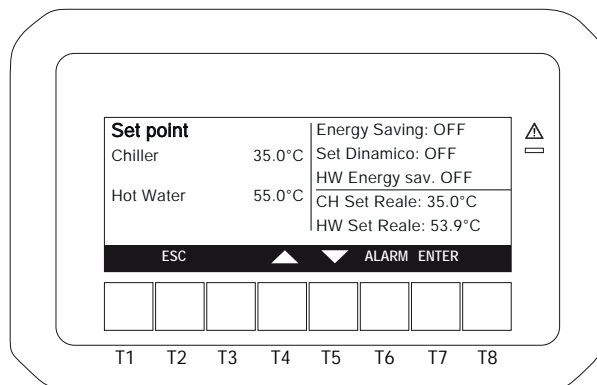 Set point
Chiller 35.0°C
Hot Water 55.0°C
Energy Saving: OFF
Set Dinamico: OFF
HW Energy sav. OFF
CH Set Reale: 35.0°C
HW Set Reale: 53.9°C
ESC ALARM ENTER
T1 T2 T3 T4 T5 T6 T7 T8